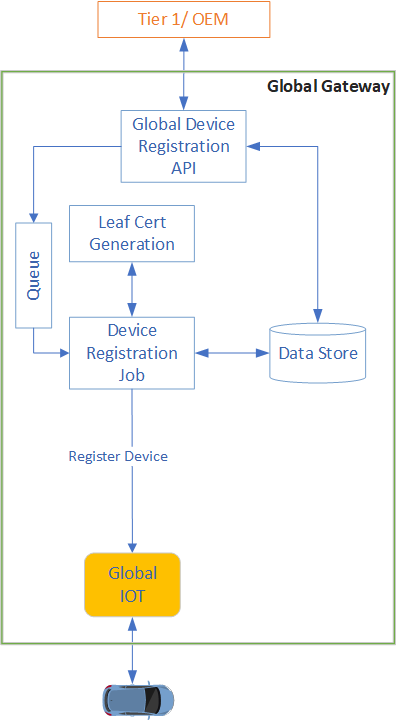 Tier 1/ OEM
Global Gateway
Global Device
Registration
API
Leaf Cert
Generation
Queue
Device
Registration
Job
Data Store
Register Device
Global
IOT